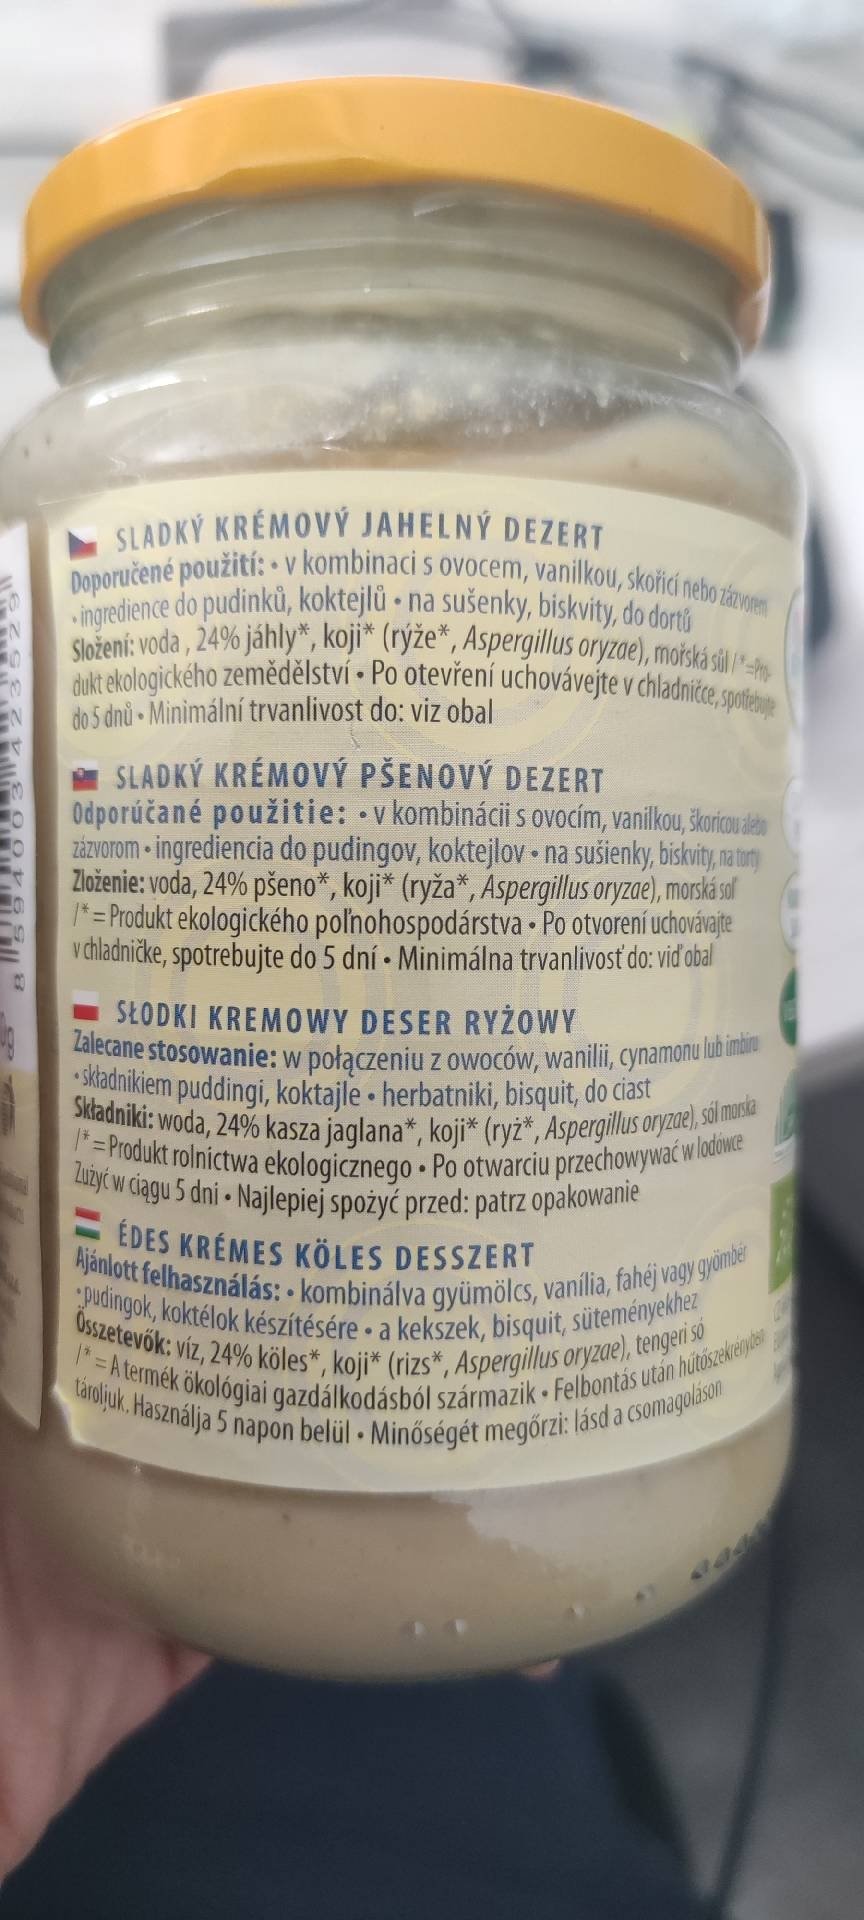 SLADKÝ KRÉMOVÝ JAHELNÝ DEZERT
Doporučené použití: • v kombinaci s ovocem, vanilkou, skořicí nebo zázvorem
• ingredience do pudinků, koktejlů • na sušenky, biskvity, do dortů
Složení: voda , 24% jáhly*, koji* (rýže*, Aspergillus oryzae), mořská sůl /*=Pro-
dukt ekologického zemědělství • Po otevření uchovávejte v chladničce, spotřebujte
do 5 dnů • Minimální trvanlivost do: viz obal
SLADKÝ KRÉMOVÝ PŠENOVÝ DEZERT
Odporúčané použitie: • v kombinácii s ovocím, vanilkou, škoricou alebo
zázvorom • ingrediencia do pudingov, koktejlov • na sušienky, biskvity, na torty
Zloženie: voda, 24% pšeno*, koji* (ryža*, Aspergillus oryzae), morská soľ
/*= Produkt ekologického poľnohospodárstva • Po otvorení uchovávajte
v chladničke, spotrebujte do 5 dní • Minimálna trvanlivosť do: viď obal
SŁODKI KREMOWY DESER RYŻOWY
Zalecane stosowanie: w połączeniu z owoców, wanilii, cynamonu lub imbiru
• składnikiem puddingi, koktajle • herbatniki, bisquit, do ciast
Składniki: woda, 24% kasza jaglana*, koji* (ryż*, Aspergillus oryzae), sól morska
/*= Produkt rolnictwa ekologicznego • Po otwarciu przechowywać w lodówce
Zużyć w ciągu 5 dni • Najlepiej spożyć przed: patrz opakowanie
ÉDES KRÉMES KÖLES DESSZERT
Ajánlott felhasználás: • kombinálva gyümölcs, vanília, fahéj vagy gyömbér
• pudingok, koktélok készítésére • a kekszek, bisquit, süteményekhez
Összetevők: víz, 24% köles*, koji* (rizs*, Aspergillus oryzae), tengeri só
/*= A termék ökológiai gazdálkodásból származik • Felbontás után hűtőszekrényben
tároljuk. Használja 5 napon belül • Minőségét megőrzi: lásd a csomagoláson
8 594003 423529